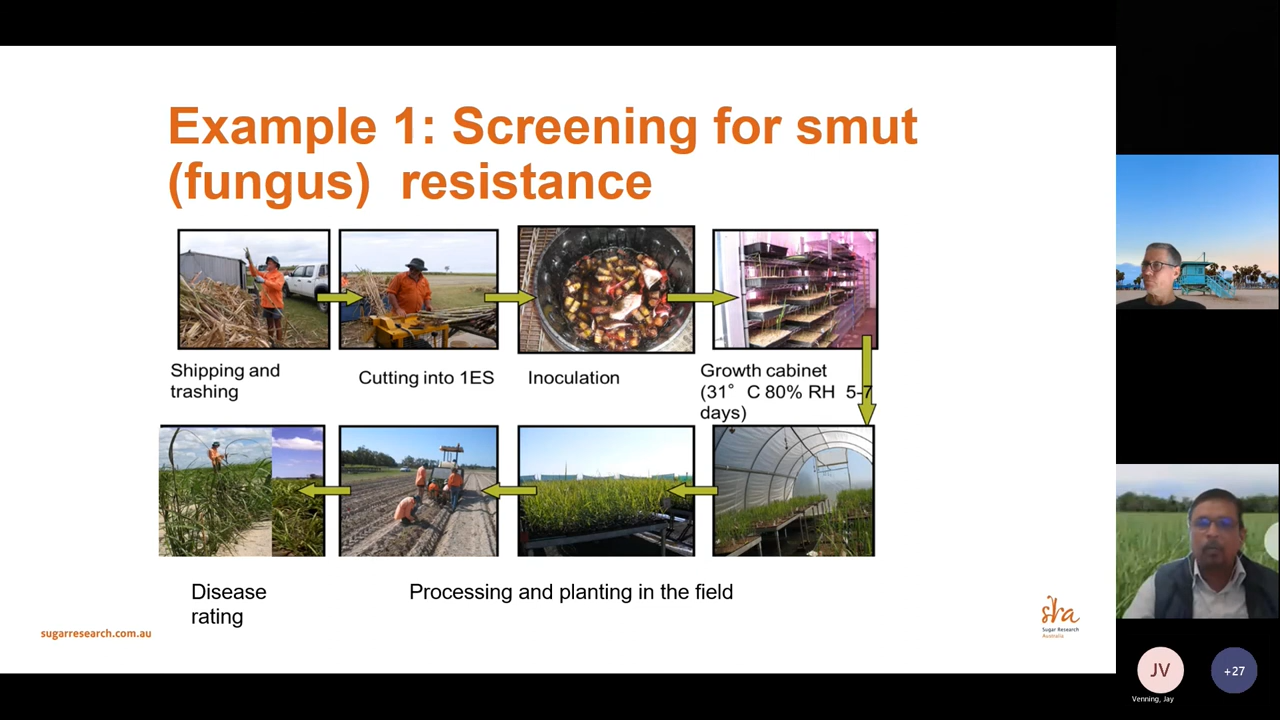 Example 1: Screening for smut
(fungus) resistance
Shipping and
trashing
Cutting into 1ES
Inoculation
Growth cabinet
(31° C 80% RH 5-7
days)
Disease
rating
Processing and planting in the field
sugarresearch.com.au
sra
Sugar Research
Australia
JV
+27
Venning, Jay